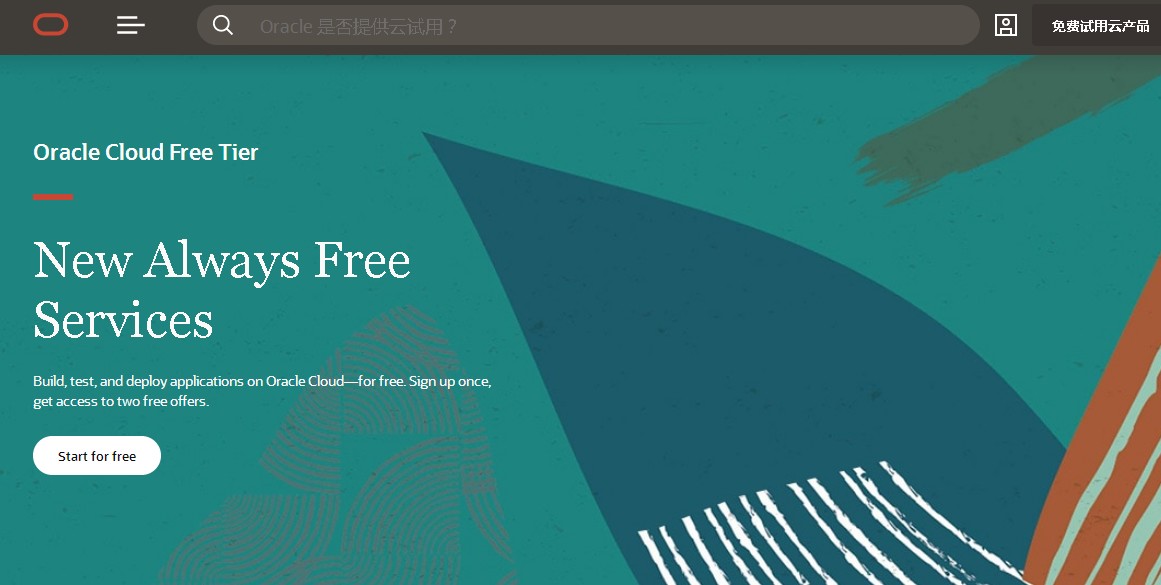 Oracle 是否提供云试用？
免费试用云产品
Oracle Cloud Free Tier
New Always Free
Services
Build, test, and deploy applications on Oracle Cloud—for free. Sign up once,
get access to two free offers.
Start for free